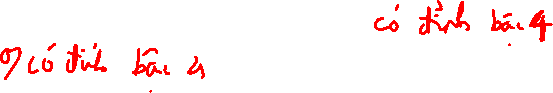 có đỉnh bậc 4
a) có đỉnh bậc 4